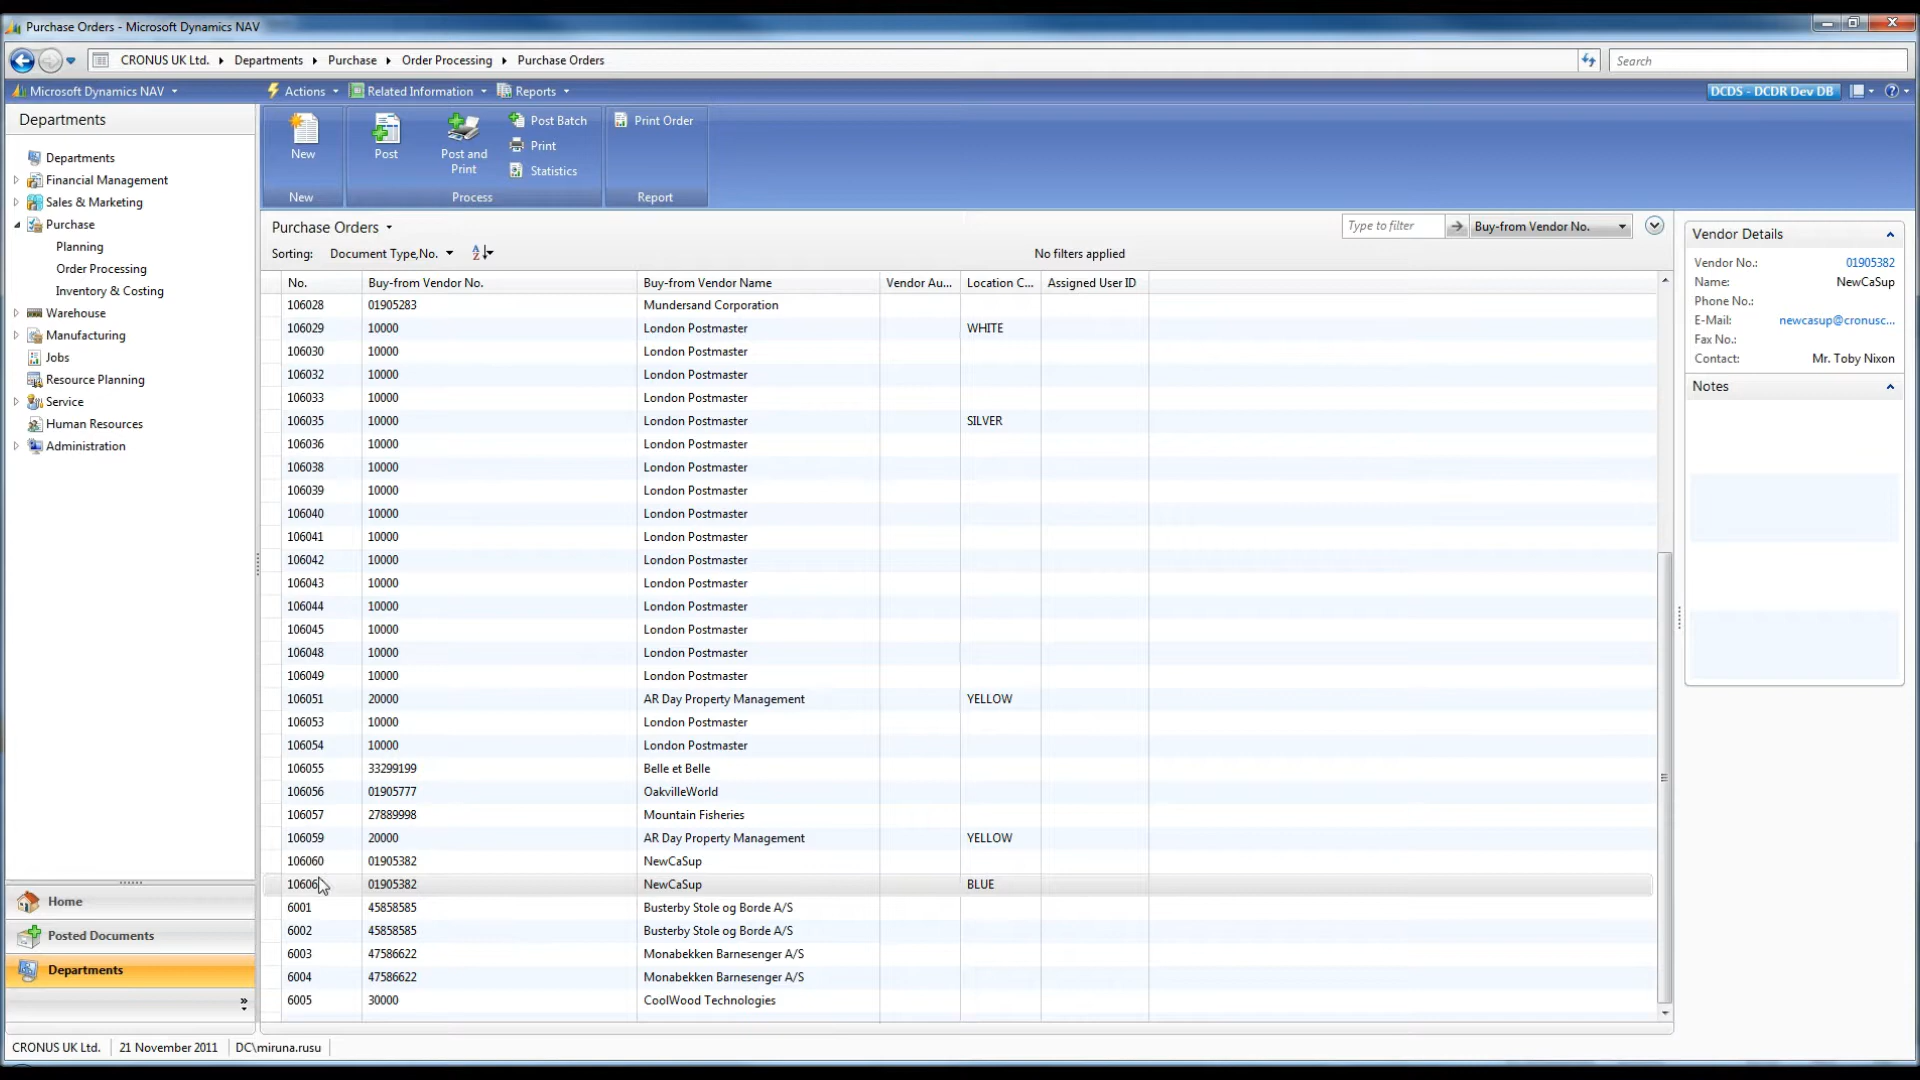 Purchase Orders - Microsoft Dynamics NAV
CRONUS UK Ltd. Departments Purchase Order Processing Purchase Orders
Search
Microsoft Dynamics NAV
Actions Related Information Reports
DCDS - DCDR Dev DB
Departments
Departments
Financial Management
Sales & Marketing
Purchase
Planning
Order Processing
Inventory & Costing
Warehouse
Manufacturing
Jobs
Resource Planning
Service
Human Resources
Administration
Home
Posted Documents
Departments
New
New
Post
Post and
Print
Post Batch
Print
Statistics
Process
Print Order
Report
Purchase Orders
Type to filter
Buy-from Vendor No.
Sorting: Document Type,No.
No filters applied
No. Buy-from Vendor No. Buy-from Vendor Name Vendor Au... Location C... Assigned User ID
106028 01905283 Mundersand Corporation
106029 10000 London Postmaster WHITE
106030 10000 London Postmaster
106032 10000 London Postmaster
106033 10000 London Postmaster
106035 10000 London Postmaster SILVER
106036 10000 London Postmaster
106038 10000 London Postmaster
106039 10000 London Postmaster
106040 10000 London Postmaster
106041 10000 London Postmaster
106042 10000 London Postmaster
106043 10000 London Postmaster
106044 10000 London Postmaster
106045 10000 London Postmaster
106048 10000 London Postmaster
106049 10000 London Postmaster
106051 20000 AR Day Property Management YELLOW
106053 10000 London Postmaster
106054 10000 London Postmaster
106055 33299199 Belle et Belle
106056 01905777 OakvilleWorld
106057 27889998 Mountain Fisheries
106059 20000 AR Day Property Management YELLOW
106060 01905382 NewCaSup
01905382 NewCaSup BLUE
6001 45858585 Busterby Stole og Borde A/S
6002 45858585 Busterby Stole og Borde A/S
6003 47586622 Monabekken Barnesenger A/S
6004 47586622 Monabekken Barnesenger A/S
6005 30000 CoolWood Technologies
Vendor Details
Vendor No.: 01905382
Name: NewCaSup
Phone No.:
E-Mail: newcasup@cronusc...
Fax No.:
Contact: Mr. Toby Nixon
Notes
CRONUS UK Ltd. 21 November 2011 DC\miruna.rusu